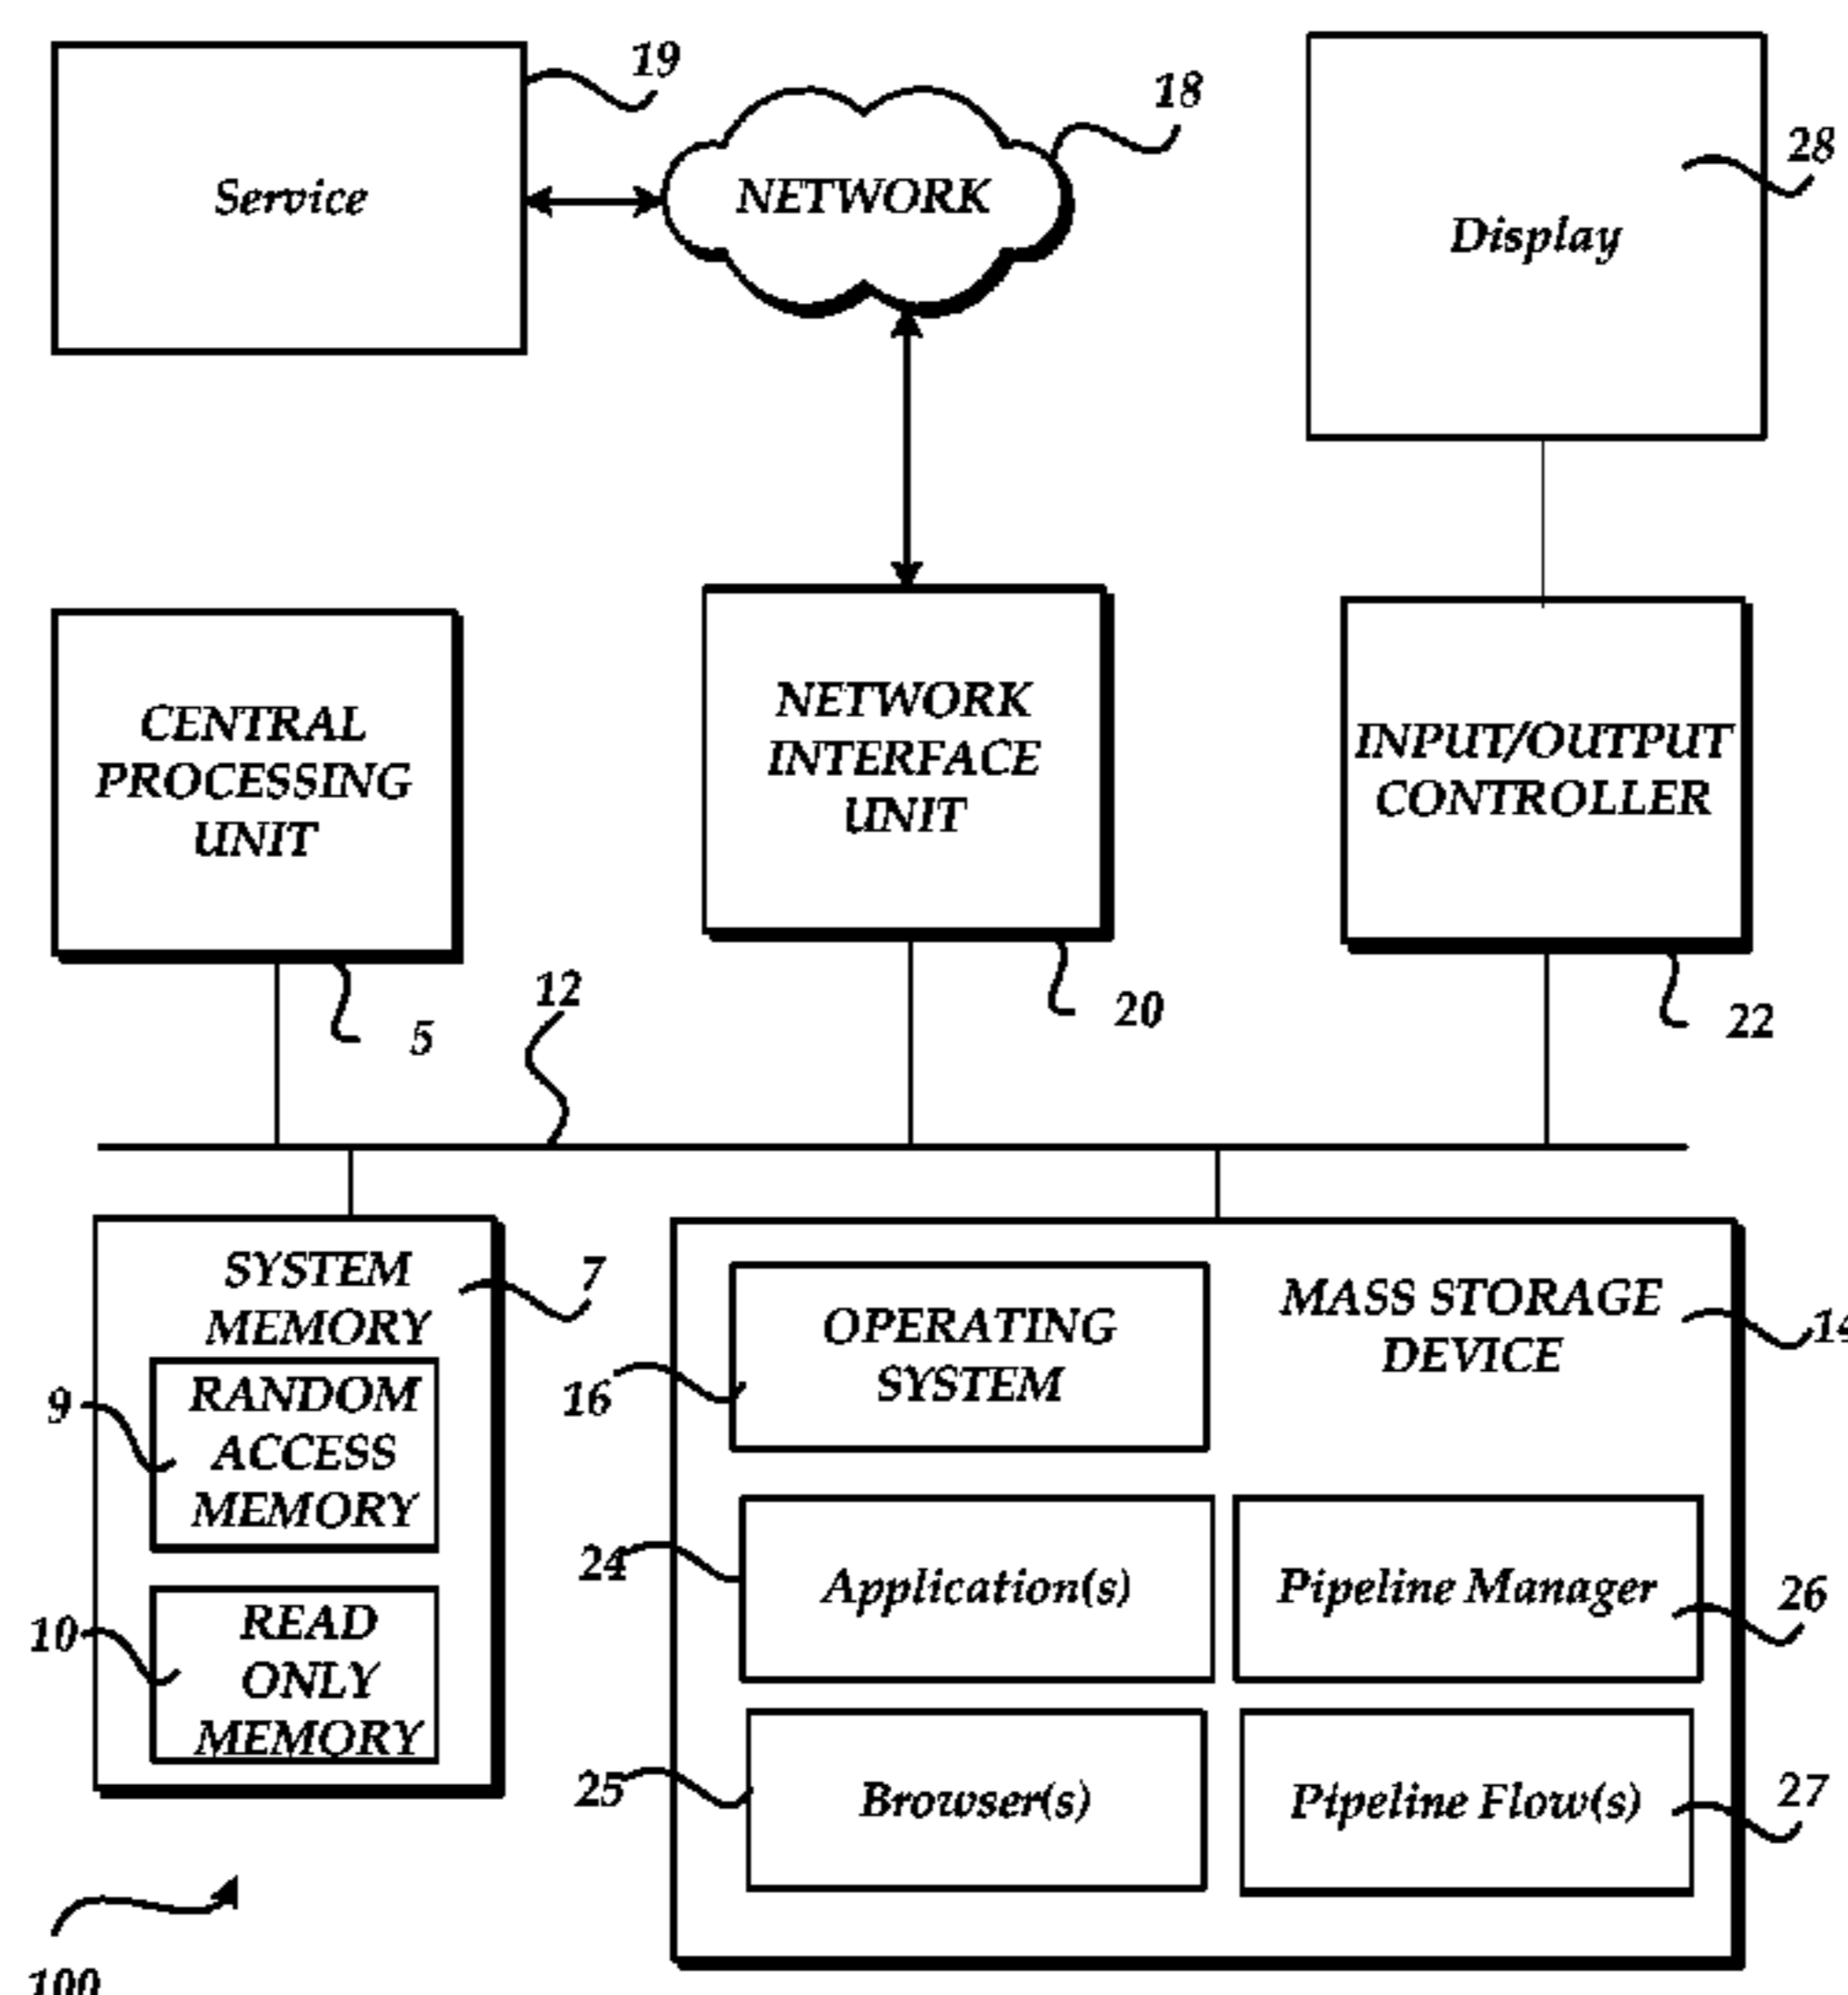 19
18
28
Service
NETWORK
Display
CENTRAL
PROCESSING
UNIT
NETWORK
INTERFACE
UNIT
INPUT/OUTPUT
CONTROLLER
12
5
20
22
SYSTEM
MEMORY
7
RANDOM
ACCESS
MEMORY
9
READ
ONLY
MEMORY
10
OPERATING
SYSTEM
16
MASS STORAGE
DEVICE
14
24
Application(s)
Pipeline Manager
26
25
Browser(s)
Pipeline Flow(s)
27
100